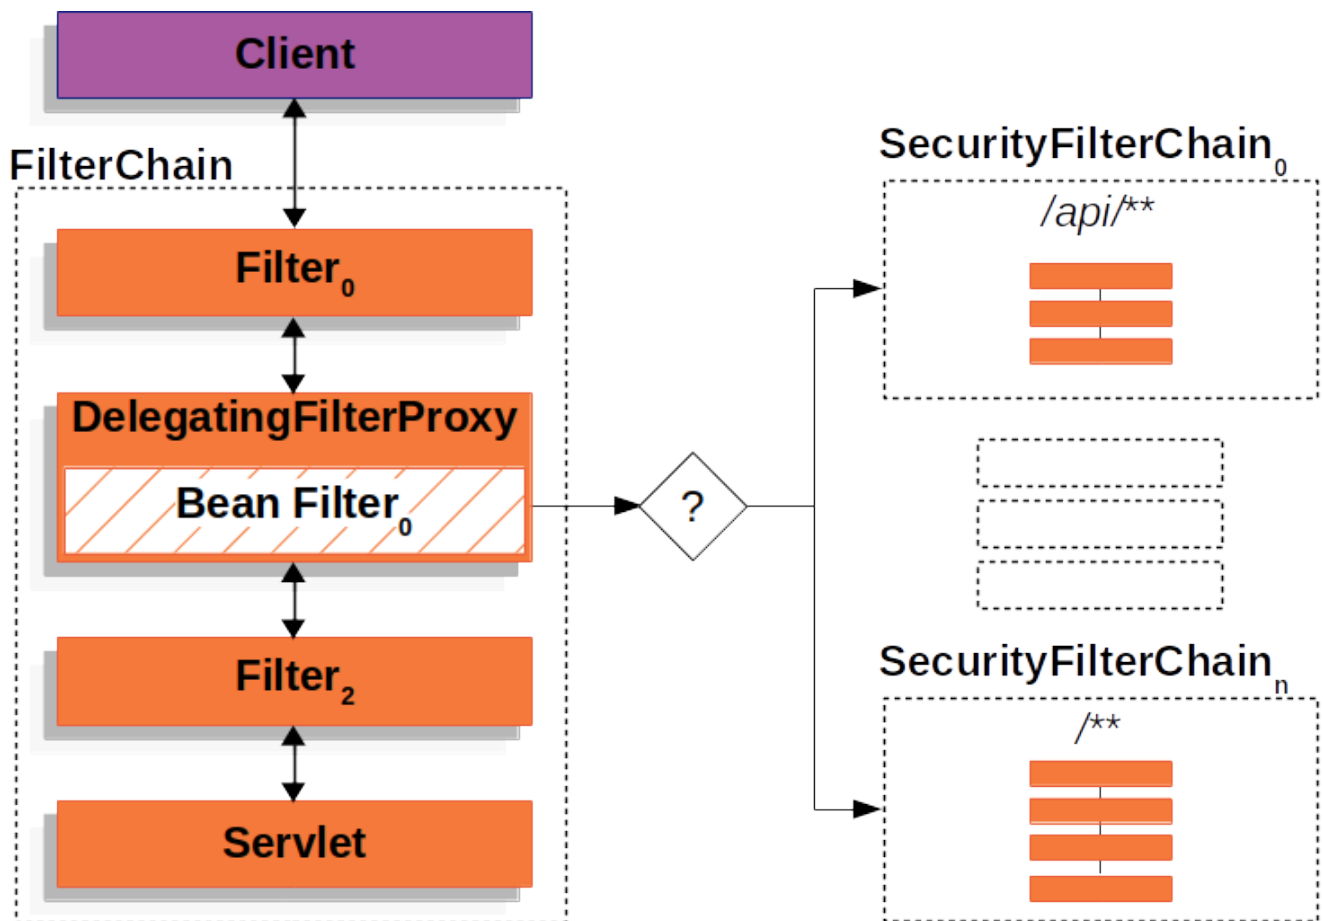 Client
FilterChain
Filter0
DelegatingFilterProxy
Bean Filter0
Filter2
Servlet
?
SecurityFilterChain0
/api/**
SecurityFilterChainn
/**